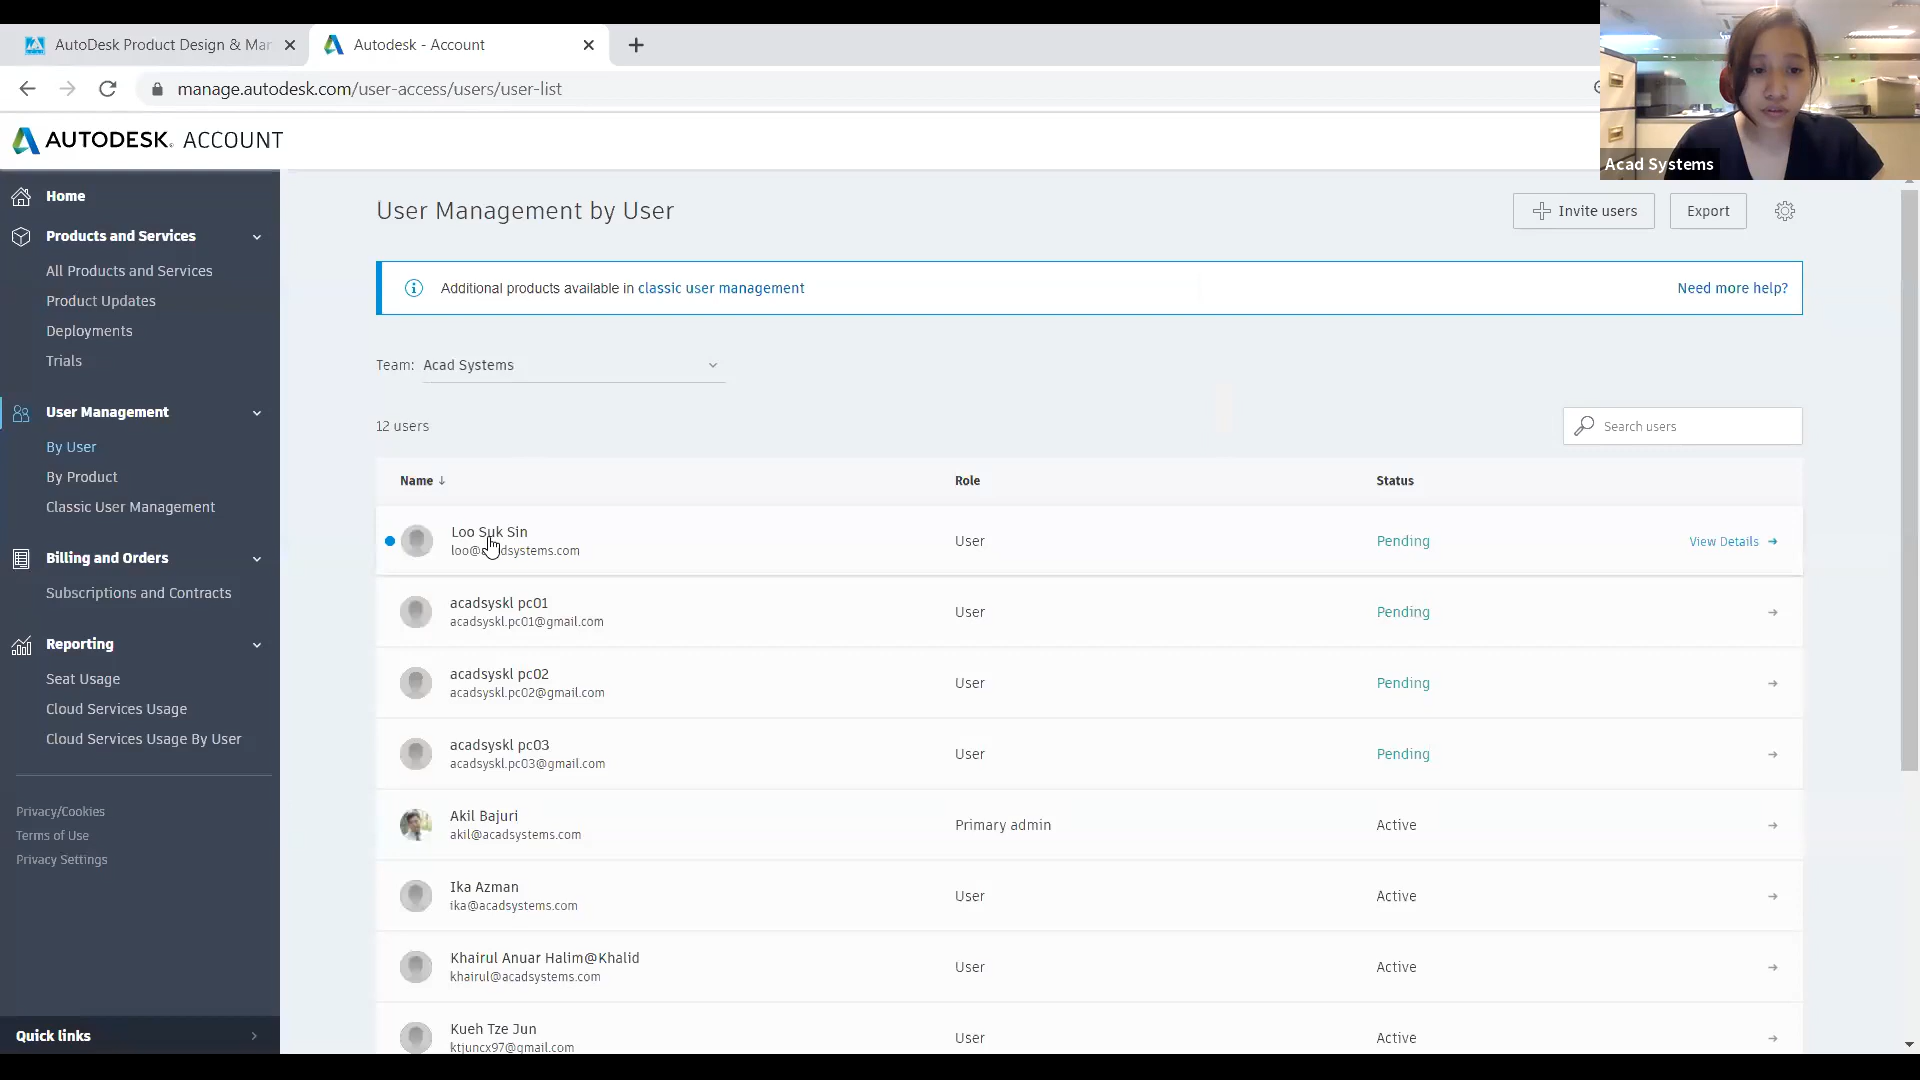 AutoDesk Product Design & Mar
Autodesk - Account
manage.autodesk.com/user-access/users/user-list
AUTODESK. ACCOUNT
Acad Systems
Home
Products and Services
All Products and Services
Product Updates
Deployments
Trials
User Management
By User
By Product
Classic User Management
Billing and Orders
Subscriptions and Contracts
Reporting
Seat Usage
Cloud Services Usage
Cloud Services Usage By User
Privacy/Cookies
Terms of Use
Privacy Settings
Quick links
User Management by User
Invite users
Export
Additional products available in classic user management
Need more help?
Team: Acad Systems
12 users
Search users
Name Role Status
Loo Suk Sin
User Pending View Details
acadsyskl pc01
acadsyskl.pc01@gmail.com
User Pending
acadsyskl pc02
acadsyskl.pc02@gmail.com
User Pending
acadsyskl pc03
acadsyskl.pc03@gmail.com
User Pending
Akil Bajuri
akil@acadsystems.com
Primary admin Active
Ika Azman
ika@acadsystems.com
User Active
Khairul Anuar Halim@Khalid
khairul@acadsystems.com
User Active
Kueh Tze Jun
ktjuncx97@gmail.com
User Active